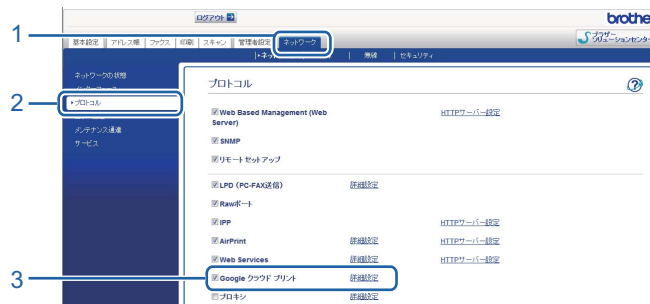 ログアウト
brothe
1
基本設定 アドレス帳 ファクス 印刷 スキャン 管理者設定 ネットワーク
ブラザー
ソリューションセンター
無線 セキュリティ
ネットワークの状態
プロトコル
2
プロトコル
メンテナンス通達
サービス
Web Based Management (Web Server) HTTPサーバー設定
SNMP
リモートセットアップ
LPD (PC-FAX送信) 詳細設定
Rawポート
IPP HTTPサーバー設定
AirPrint 詳細設定 HTTPサーバー設定
Web Services 詳細設定 HTTPサーバー設定
3
Google クラウド プリント 詳細設定
プロキシ 詳細設定